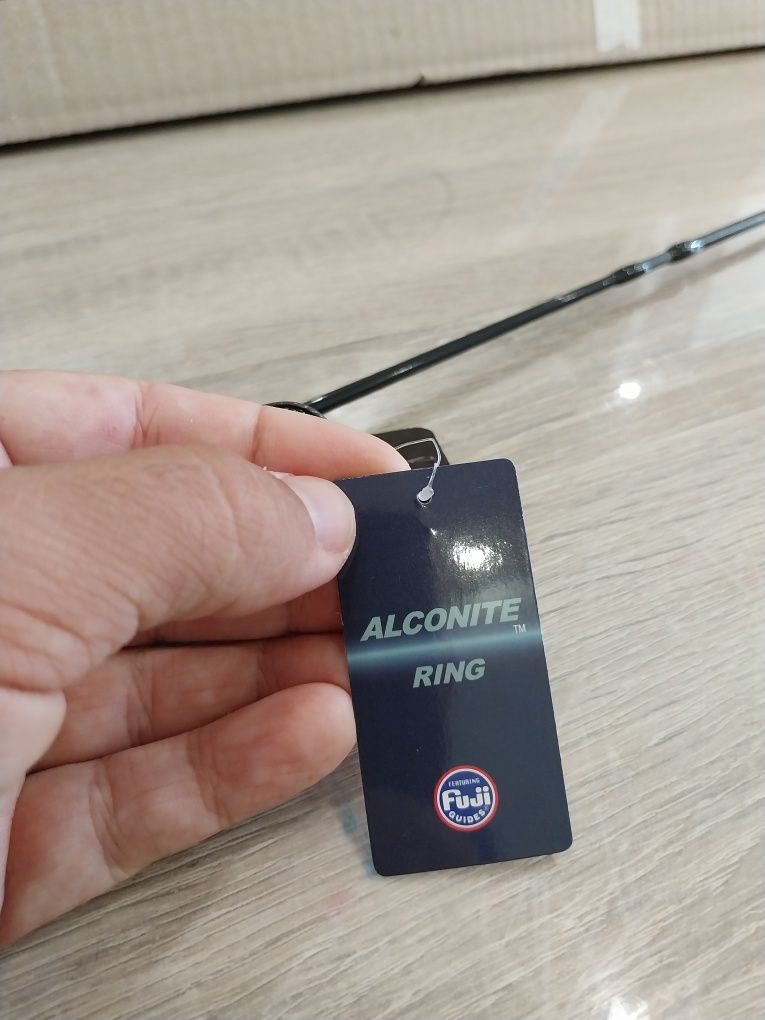 ALCONITE™
RING
FEATURING
Fuji
GUIDES®